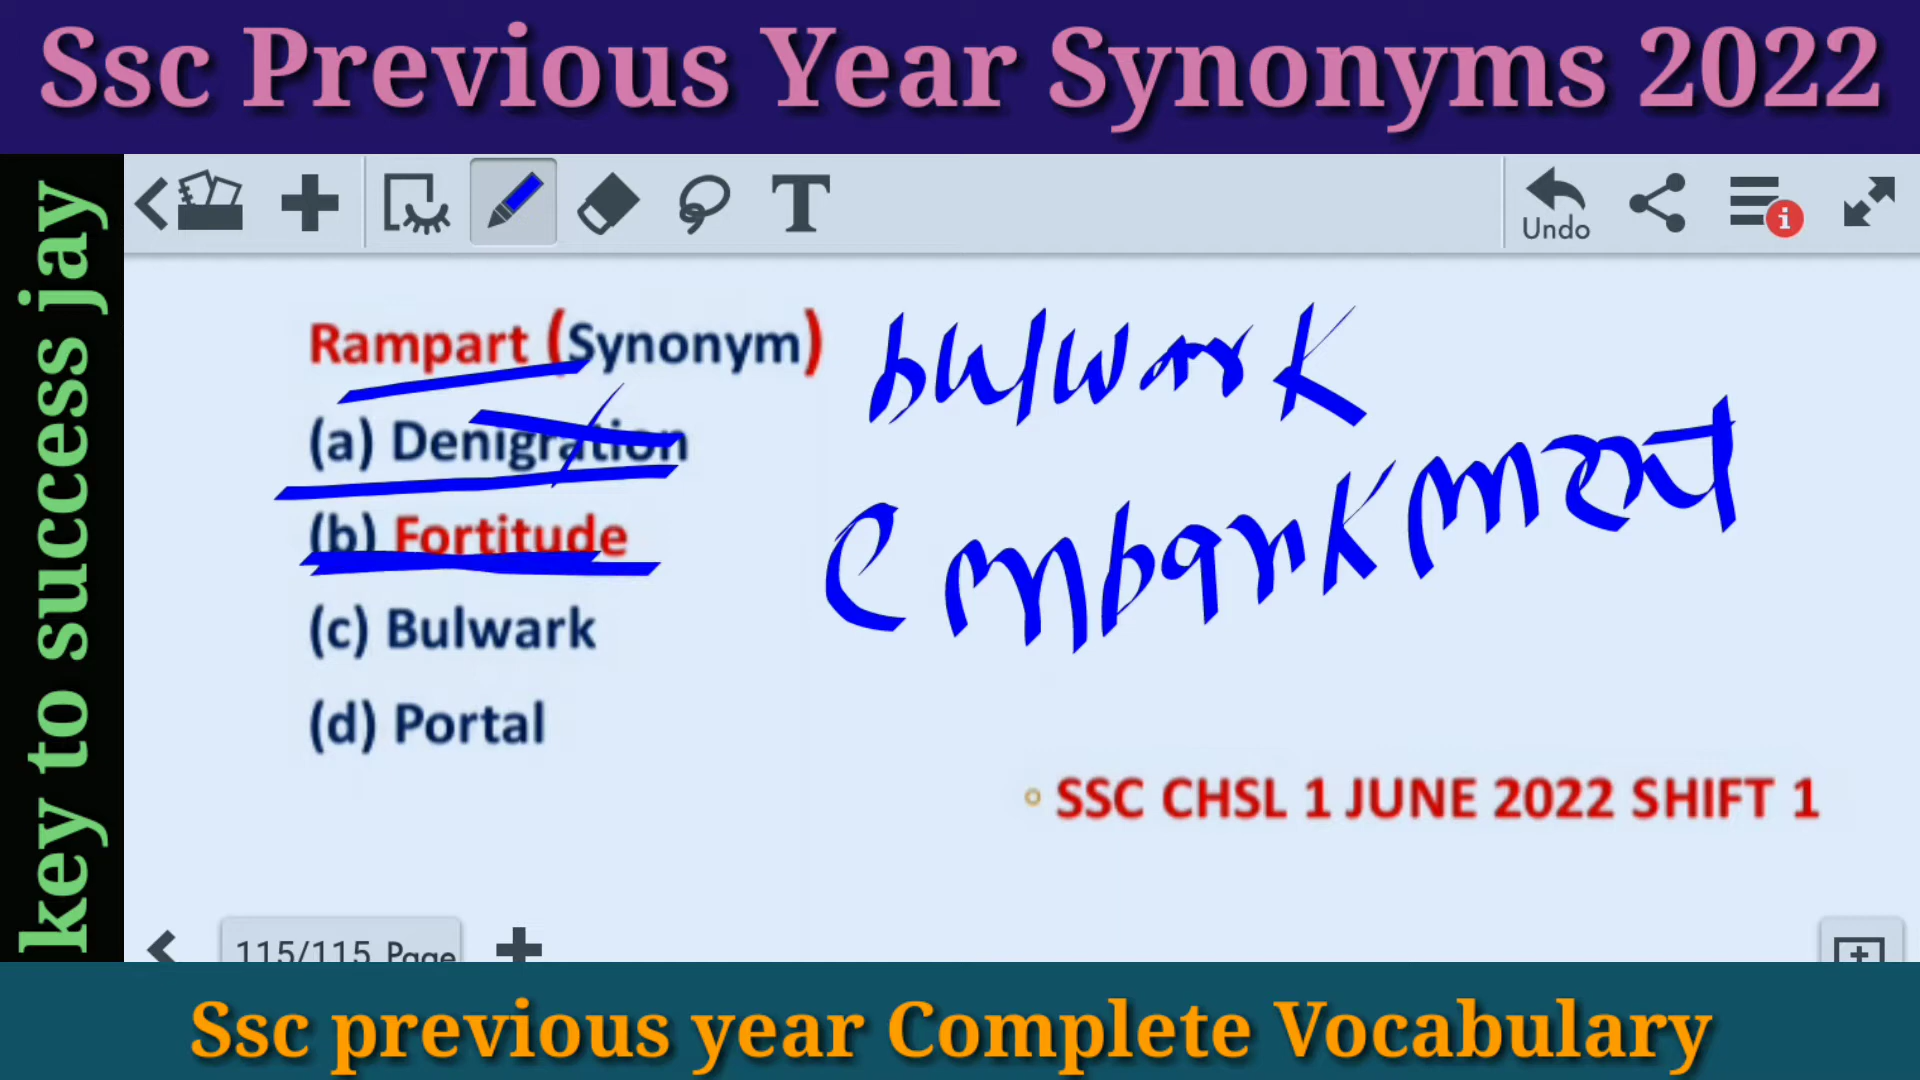 Ssc Previous Year Synonyms 2022
key to success jay
Undo
i
Rampart (Synonym)
bulwark
(a) Denigration
embankment
(b) Fortitude
(c) Bulwark
(d) Portal
SSC CHSL 1 JUNE 2022 SHIFT 1
115/115 Page
Ssc previous year Complete Vocabulary